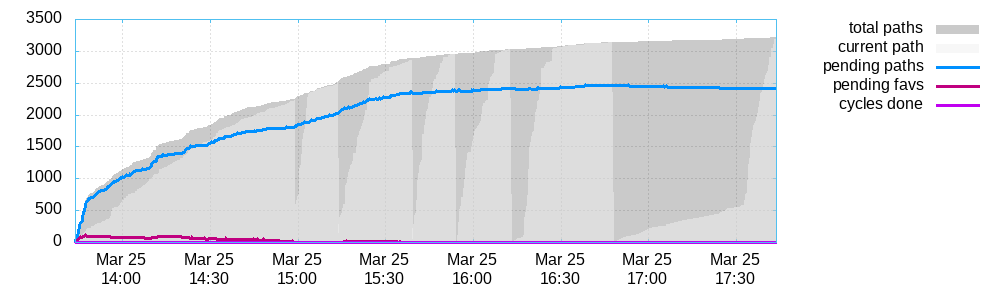 3500
3000
2500
2000
1500
1000
500
0
Mar 25 Mar 25 Mar 25 Mar 25 Mar 25 Mar 25 Mar 25 Mar 25
14:00 14:30 15:00 15:30 16:00 16:30 17:00 17:30
total paths
current path
pending paths
pending favs
cycles done